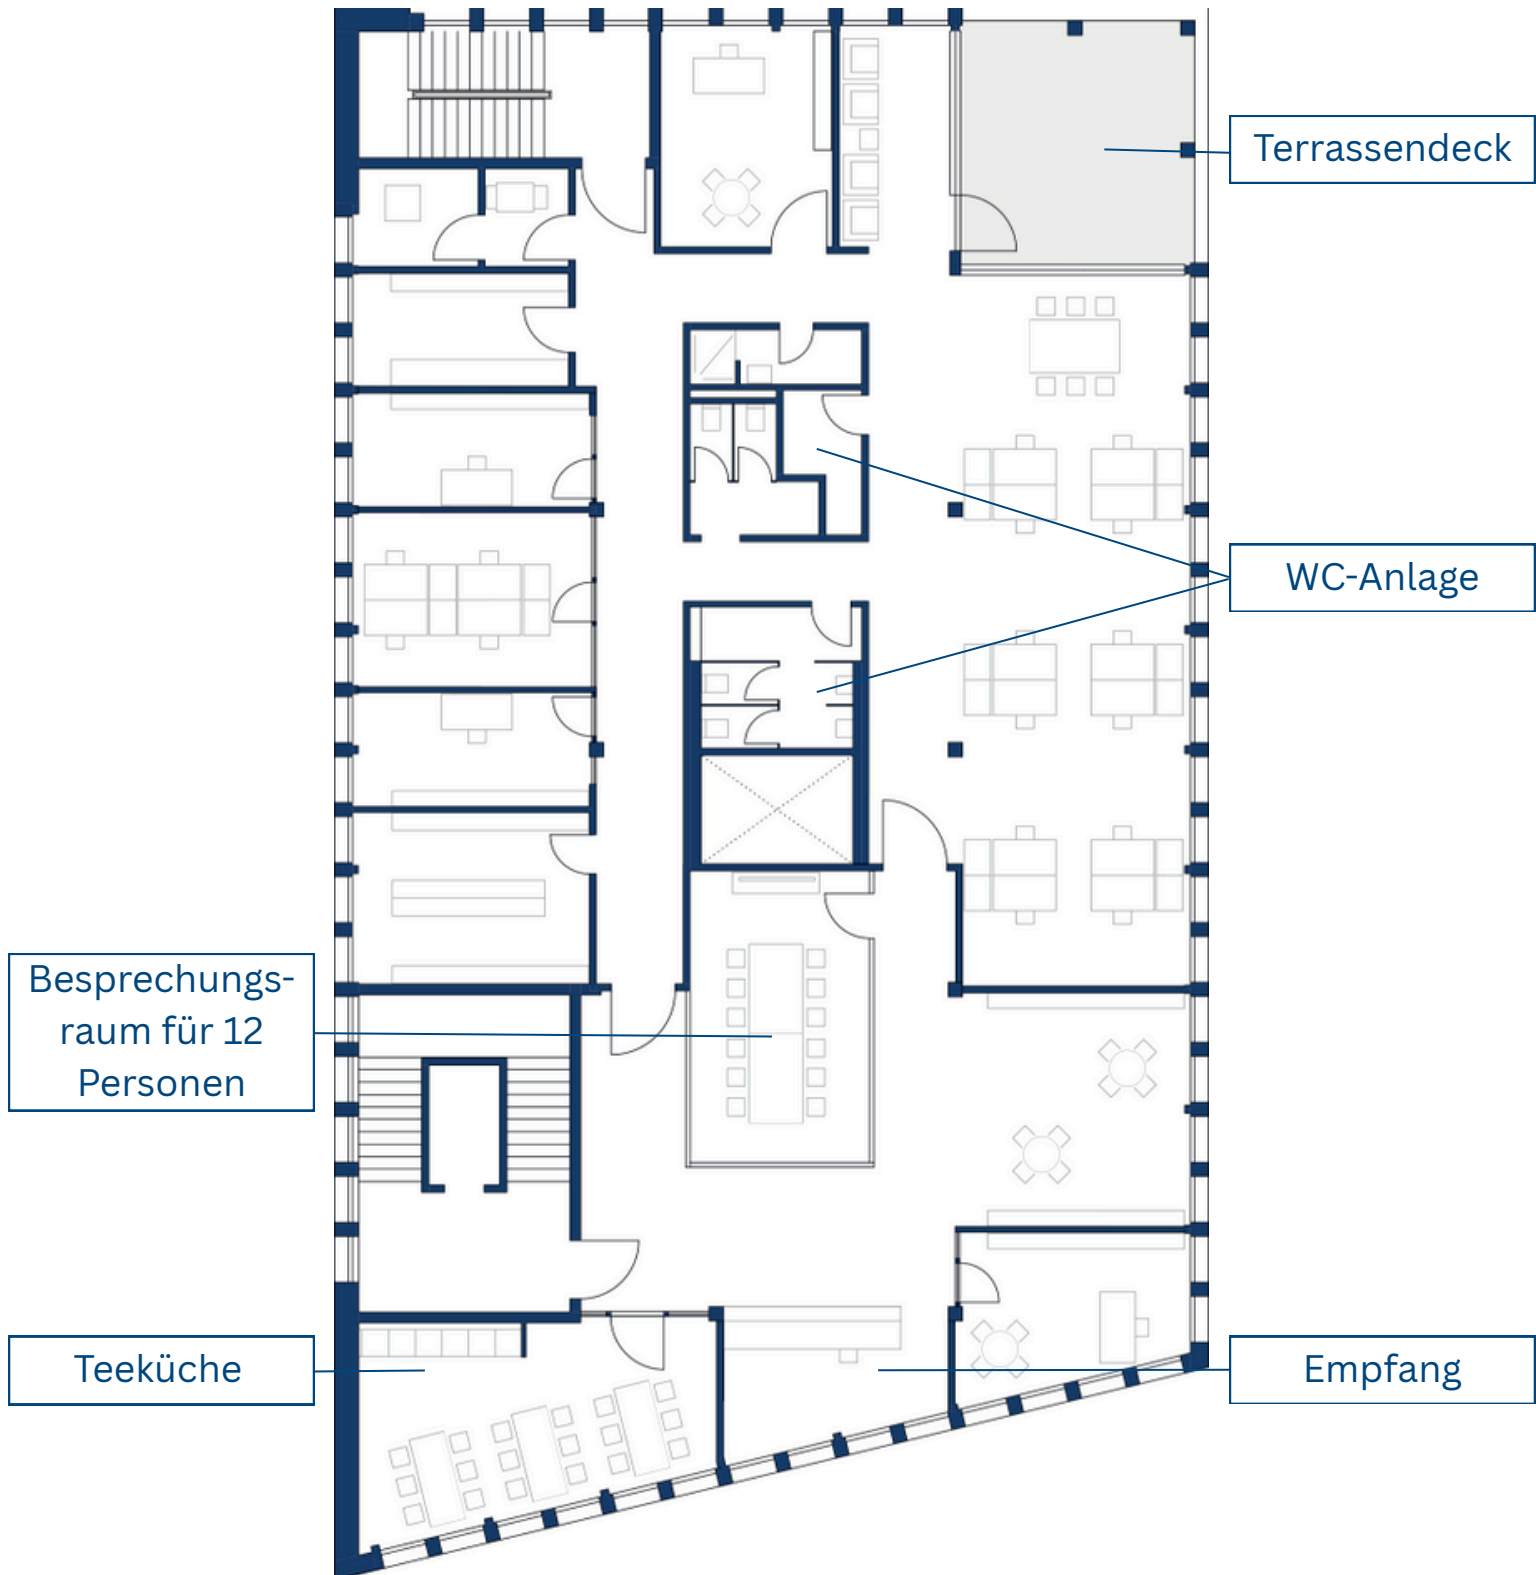 Terrassendeck
WC-Anlage
Besprechungs-
raum für 12
Personen
Teeküche
Empfang